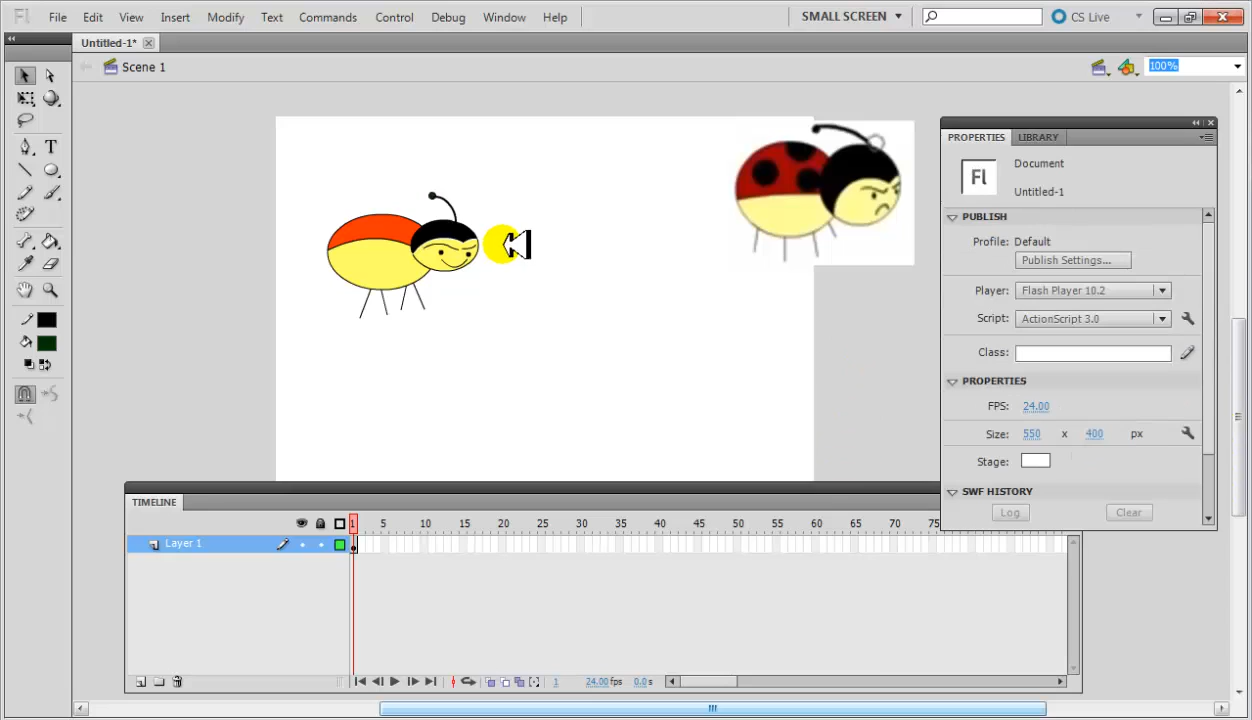 Fl File Edit View Insert Modify Text Commands Control Debug Window Help SMALL SCREEN CS Live
Untitled-1*
Scene 1 100%
PROPERTIES LIBRARY
Fl Document
Untitled-1
PUBLISH
Profile: Default
Publish Settings...
Player: Flash Player 10.2
Script: ActionScript 3.0
Class:
PROPERTIES
FPS: 24.00
Size: 550 x 400 px
Stage:
SWF HISTORY
Log Clear
T
TIMELINE
1 5 10 15 20 25 30 35 40 45 50 55 60 65 70 75
Layer 1
1 24.00 fps 0.0 s